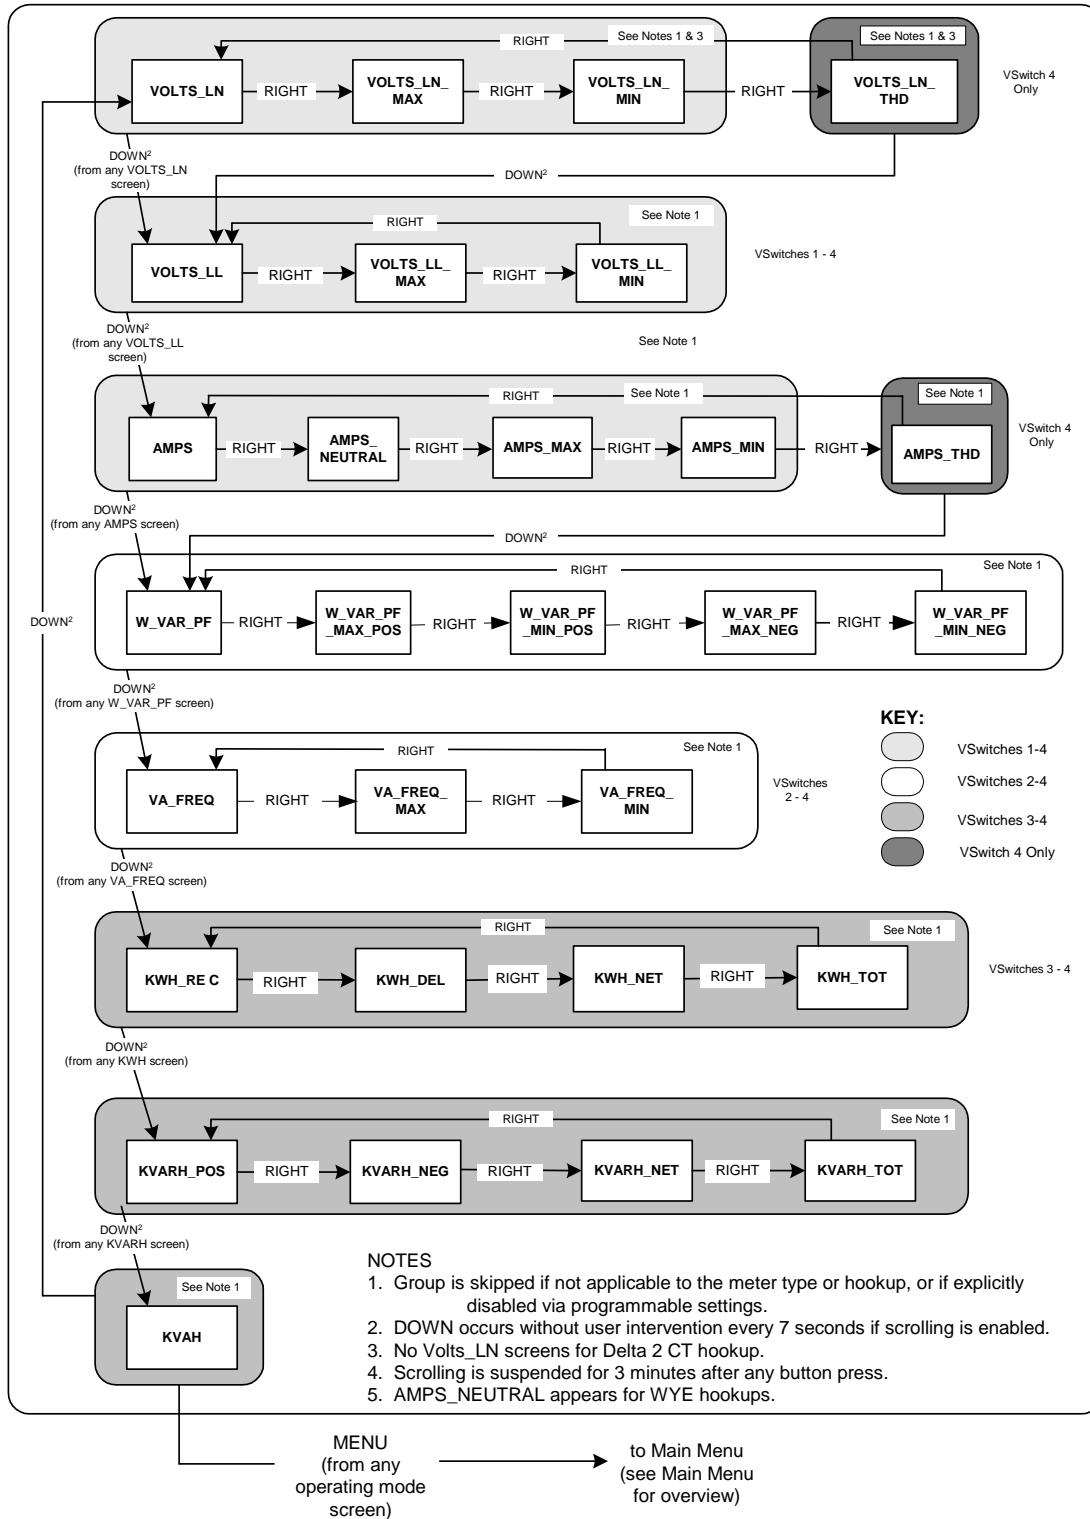 RIGHT
See Notes 1 & 3
See Notes 1 & 3
VOLTS_LN
RIGHT
VOLTS_LN_
MAX
RIGHT
VOLTS_LN_
MIN
RIGHT
VOLTS_LN_
THD
VSwitch 4
Only
DOWN²
(from any VOLTS_LN
screen)
DOWN²
RIGHT
See Note 1
VOLTS_LL
RIGHT
VOLTS_LL_
MAX
RIGHT
VOLTS_LL_
MIN
VSwitches 1 - 4
DOWN²
(from any VOLTS_LL
screen)
See Note 1
RIGHT
See Note 1
See Note 1
AMPS
RIGHT
AMPS_
NEUTRAL
RIGHT
AMPS_MAX
RIGHT
AMPS_MIN
RIGHT
AMPS_THD
VSwitch 4
Only
DOWN²
(from any AMPS screen)
DOWN²
RIGHT
See Note 1
W_VAR_PF
RIGHT
W_VAR_PF
_MAX_POS
RIGHT
W_VAR_PF
_MIN_POS
RIGHT
W_VAR_PF
_MAX_NEG
RIGHT
W_VAR_PF
_MIN_NEG
DOWN²
DOWN²
(from any W_VAR_PF screen)
RIGHT
See Note 1
VA_FREQ
RIGHT
VA_FREQ_
MAX
RIGHT
VA_FREQ_
MIN
VSwitches
2 - 4
KEY:
VSwitches 1-4
VSwitches 2-4
VSwitches 3-4
VSwitch 4 Only
DOWN²
(from any VA_FREQ screen)
RIGHT
See Note 1
KWH_RE C
RIGHT
KWH_DEL
RIGHT
KWH_NET
RIGHT
KWH_TOT
VSwitches 3 - 4
DOWN²
(from any KWH screen)
RIGHT
See Note 1
KVARH_POS
RIGHT
KVARH_NEG
RIGHT
KVARH_NET
RIGHT
KVARH_TOT
DOWN²
(from any KVARH screen)
See Note 1
KVAH
NOTES
1. Group is skipped if not applicable to the meter type or hookup, or if explicitly
disabled via programmable settings.
2. DOWN occurs without user intervention every 7 seconds if scrolling is enabled.
3. No Volts_LN screens for Delta 2 CT hookup.
4. Scrolling is suspended for 3 minutes after any button press.
5. AMPS_NEUTRAL appears for WYE hookups.
MENU
(from any
operating mode
screen)
to Main Menu
(see Main Menu
for overview)